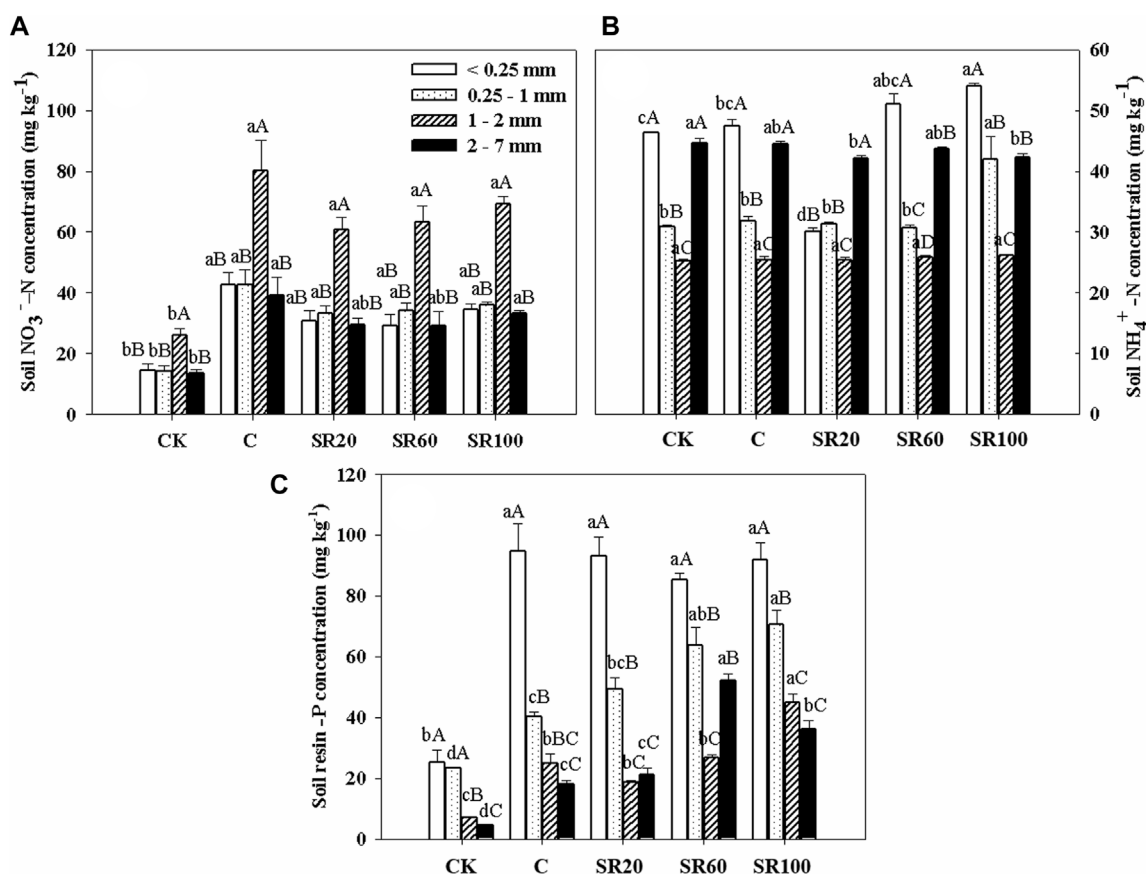 A
Soil NO₃⁻–N concentration (mg kg⁻¹)
120
100
80
60
40
20
0
< 0.25 mm
0.25 - 1 mm
1 - 2 mm
2 - 7 mm
bB bB bA bB
aB aB aA aB
aB aB aA abB
aB aB aA abB
aB aB aA aB
CK C SR20 SR60 SR100
B
60
50
40
30
20
10
0
Soil NH₄⁺-N concentration (mg kg⁻¹)
cA bB aC aA
bcA bB aC abA
dB bB aC bA
abcA bC aD abB
aA aB aC bB
CK C SR20 SR60 SR100
C
Soil resin -P concentration (mg kg⁻¹)
120
100
80
60
40
20
0
bA dA cB dC
aA cB bBC cC
aA bcB bC cC
aA abB bC aB
aA aB aC bC
CK C SR20 SR60 SR100